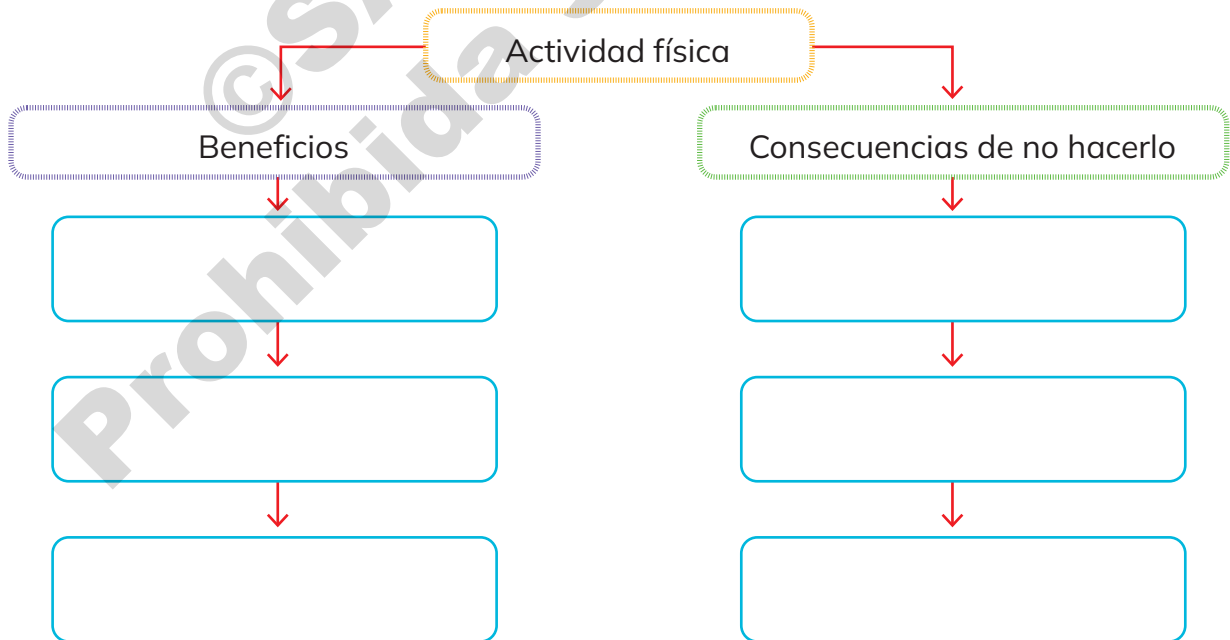 Actividad física
Beneficios
Consecuencias de no hacerlo
Prohibida